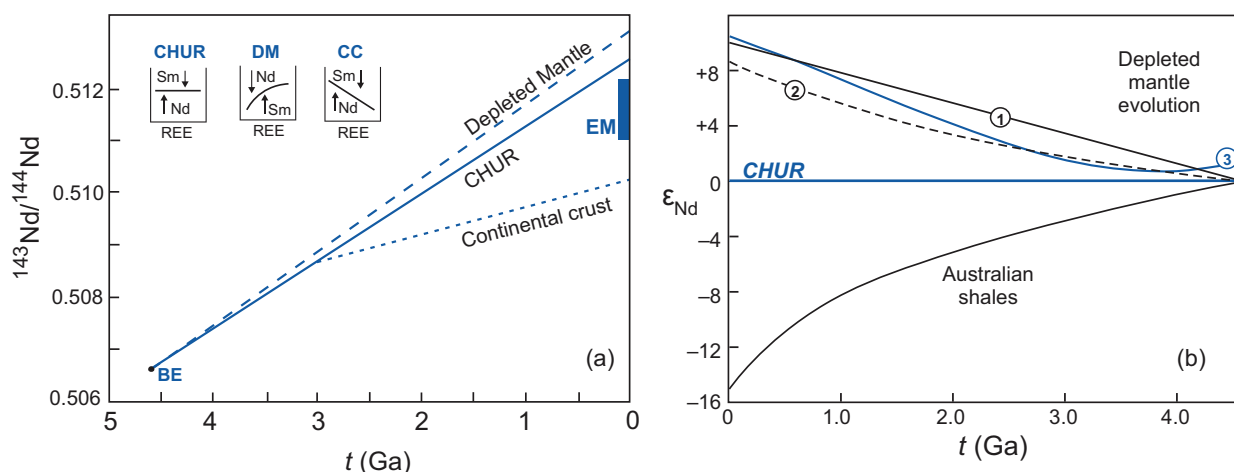 CHUR DM CC
Sm Nd Sm
Nd Sm Nd
REE REE REE
Depleted Mantle
CHUR
Continental crust
EM
BE
(a)
0.512
0.510
0.508
0.506
¹⁴³Nd/¹⁴⁴Nd
5 4 3 2 1 0
t (Ga)
+8
+4
0
–4
–8
–12
–16
εNd
Depleted
mantle
evolution
1
2
3
CHUR
Australian
shales
(b)
0.0 1.0 2.0 3.0 4.0
t (Ga)